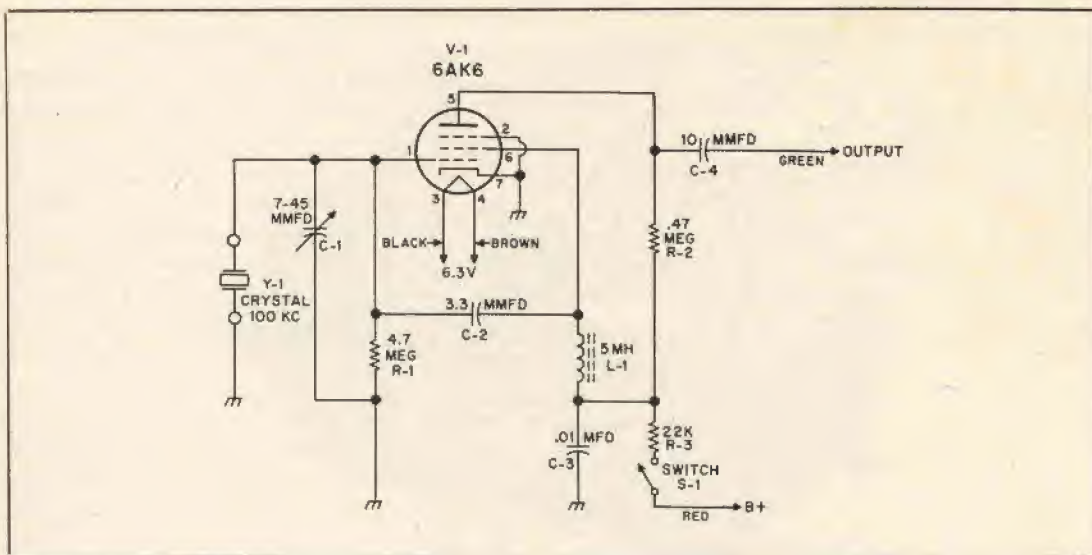 V-1
6AK6
5
2
6
1
7
3
4
10 MMFD
C-4
GREEN
OUTPUT
7-45
MMFD
C-1
BLACK
BROWN
6.3V
.47
MEG
R-2
Y-1
CRYSTAL
100 KC
3.3 MMFD
C-2
4.7
MEG
R-1
5 MH
L-1
.01 MFD
C-3
22K
R-3
SWITCH
S-1
RED
B+